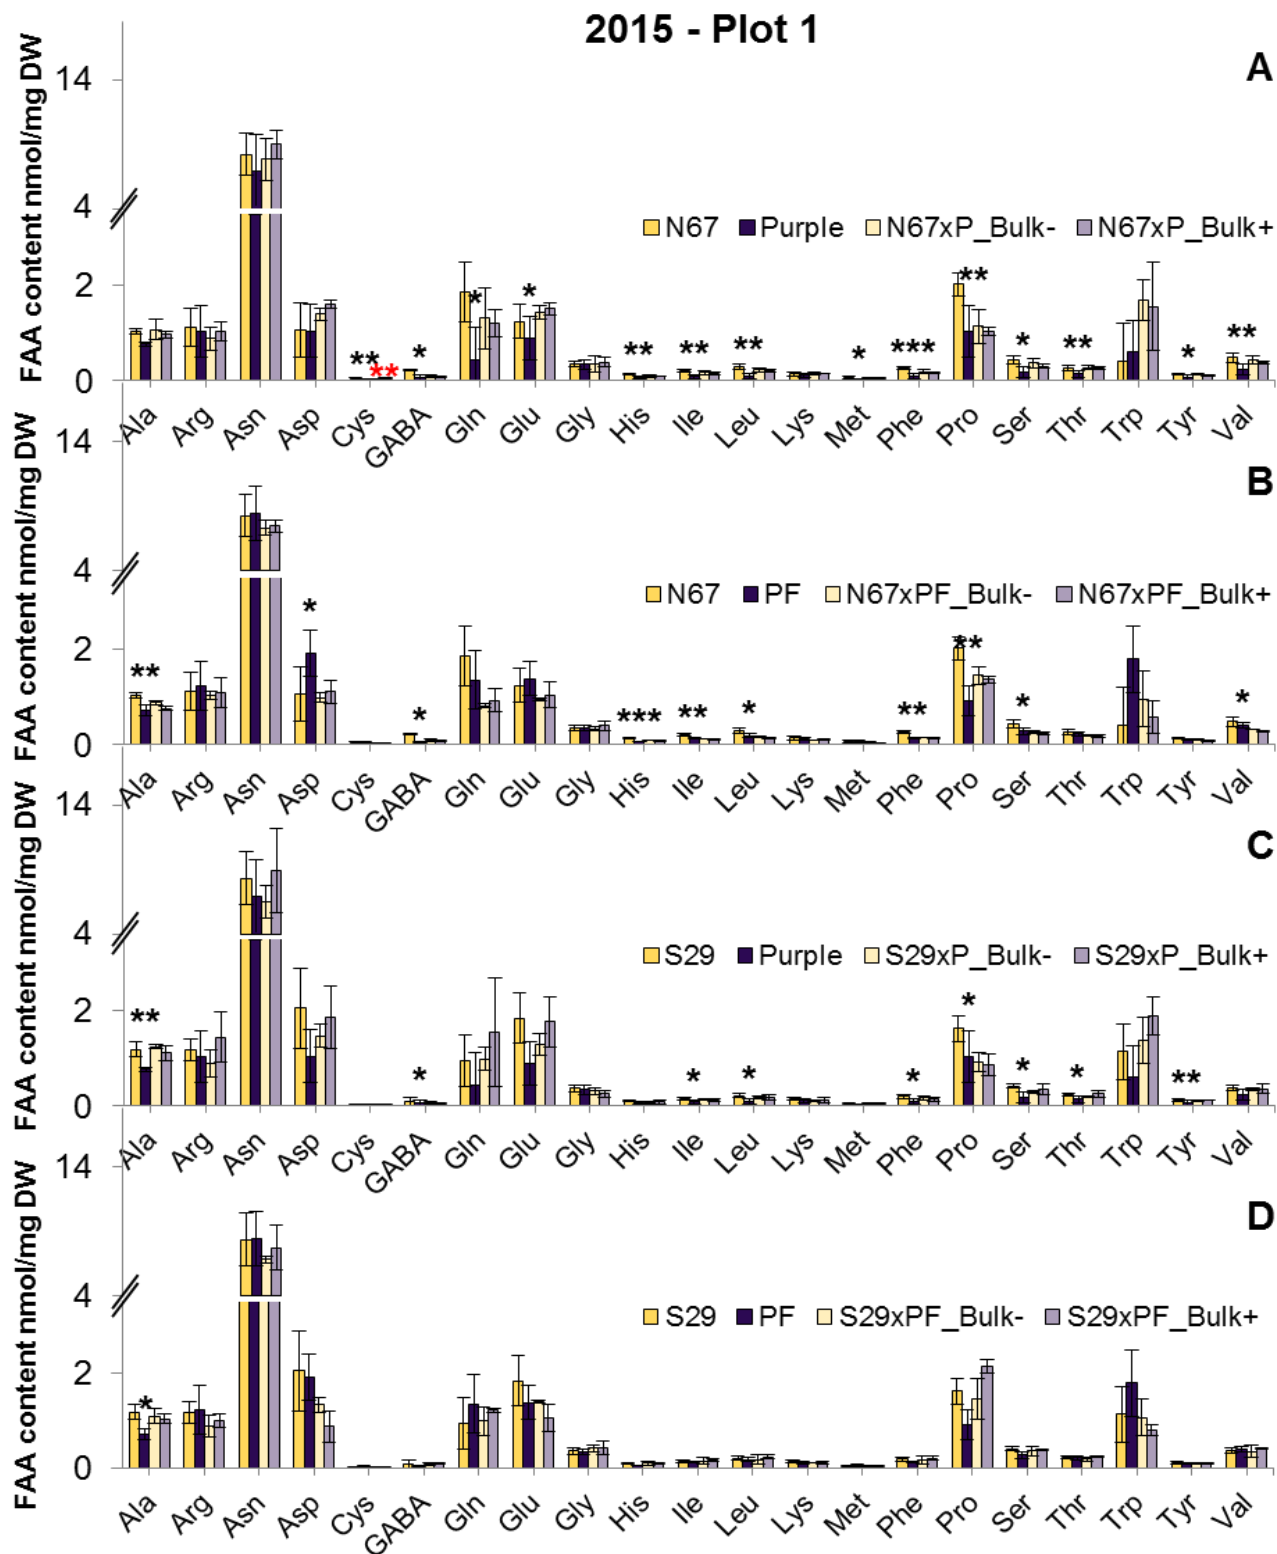 2015 - Plot 1
A
FAA content nmol/mg DW
14
4
2
0
N67 Purple N67xP_Bulk- N67xP_Bulk+
** ** * * * ** ** ** * *** ** * ** * **
Ala Arg Asn Asp Cys GABA Gln Glu Gly His Ile Leu Lys Met Phe Pro Ser Thr Trp Tyr Val
B
FAA content nmol/mg DW
14
4
2
0
N67 PF N67xPF_Bulk- N67xPF_Bulk+
** * * *** ** * ** ** * *
Ala Arg Asn Asp Cys GABA Gln Glu Gly His Ile Leu Lys Met Phe Pro Ser Thr Trp Tyr Val
C
FAA content nmol/mg DW
14
4
2
0
S29 Purple S29xP_Bulk- S29xP_Bulk+
** * * * * * * * **
Ala Arg Asn Asp Cys GABA Gln Glu Gly His Ile Leu Lys Met Phe Pro Ser Thr Trp Tyr Val
D
FAA content nmol/mg DW
14
4
2
0
S29 PF S29xPF_Bulk- S29xPF_Bulk+
*
Ala Arg Asn Asp Cys GABA Gln Glu Gly His Ile Leu Lys Met Phe Pro Ser Thr Trp Tyr Val